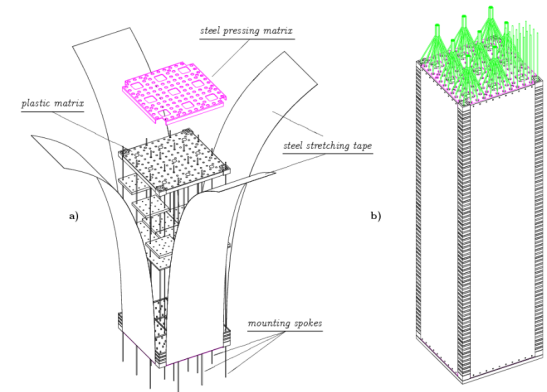 steel pressing matrix
plastic matrix
steel stretching tape
a)
b)
mounting spokes